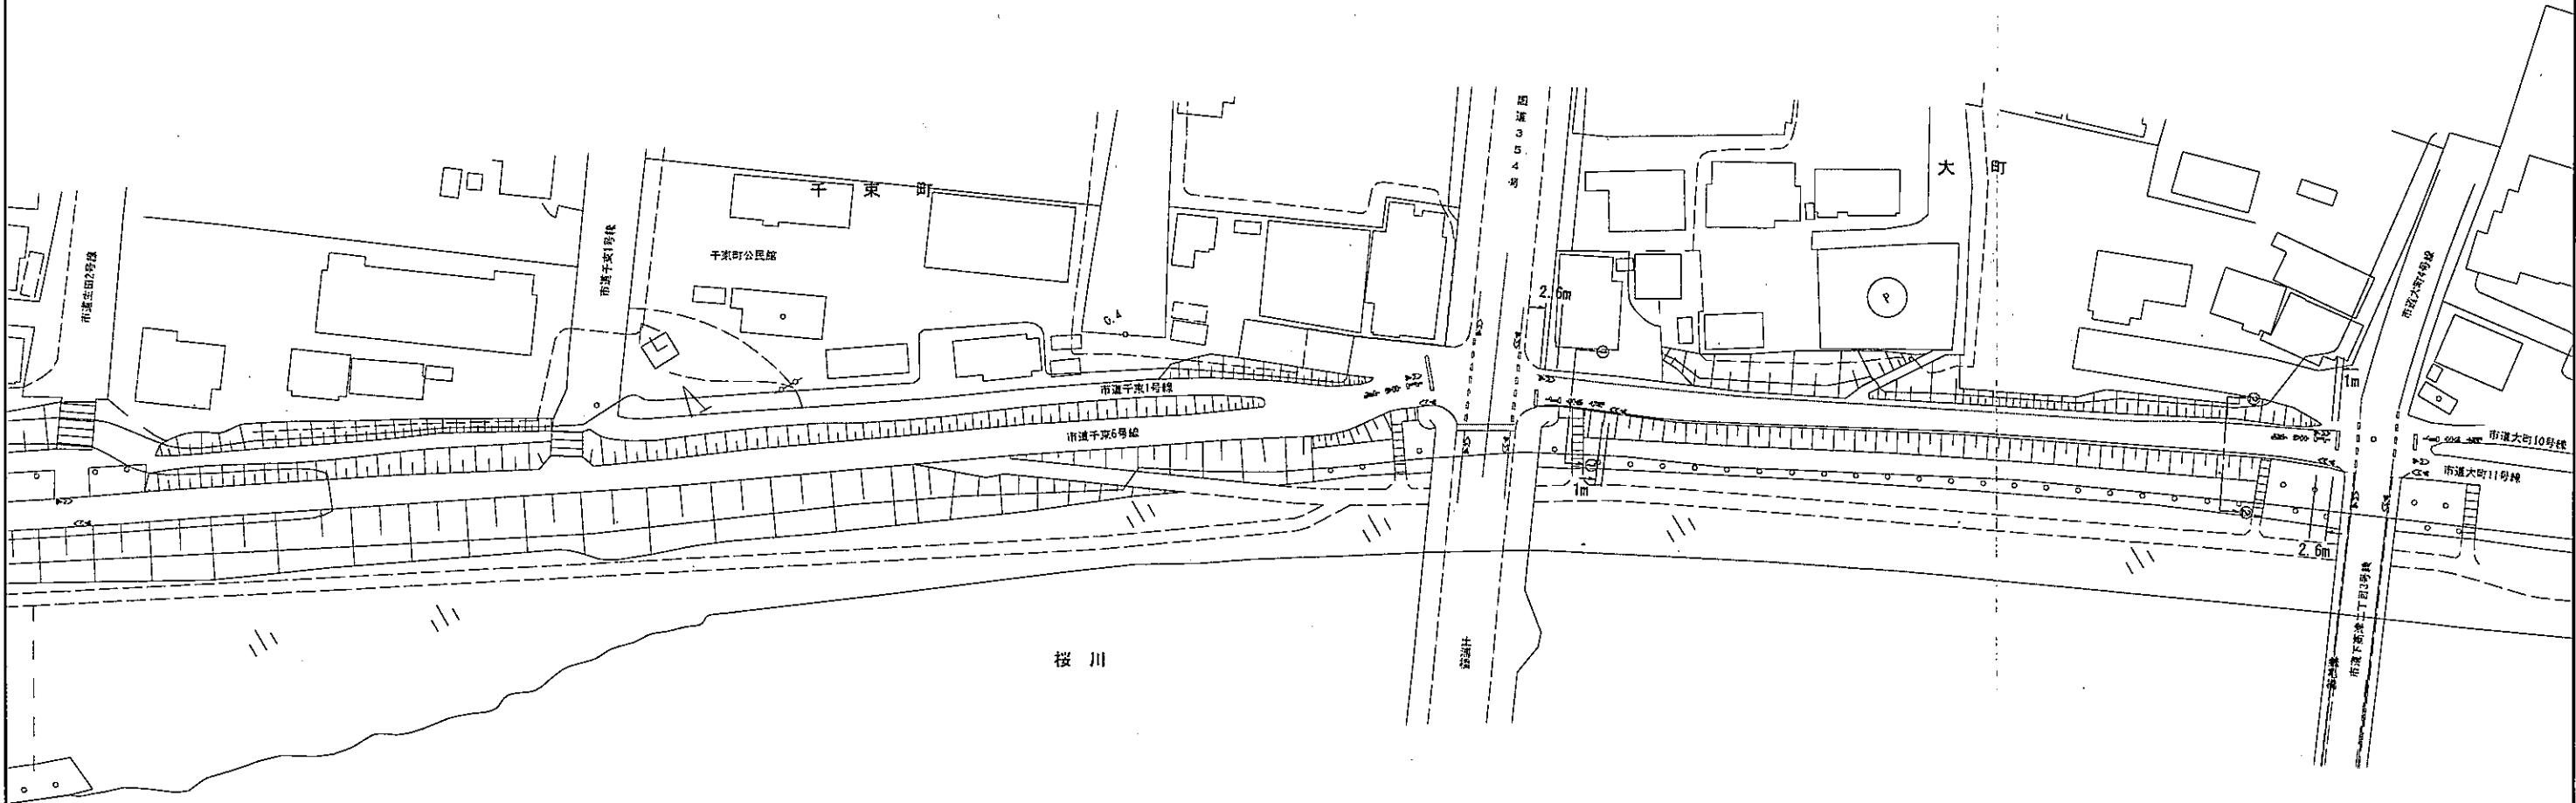 国道354号
大町
千束町
市道生田2号線
市道千束1号線
千束町公民館
P
2.6m
0.4
市道大町4号線
1m
市道千束1号線
市道千束6号線
市道大町10号線
市道大町11号線
1m
2.6m
桜川
市道下高津二丁目3号線